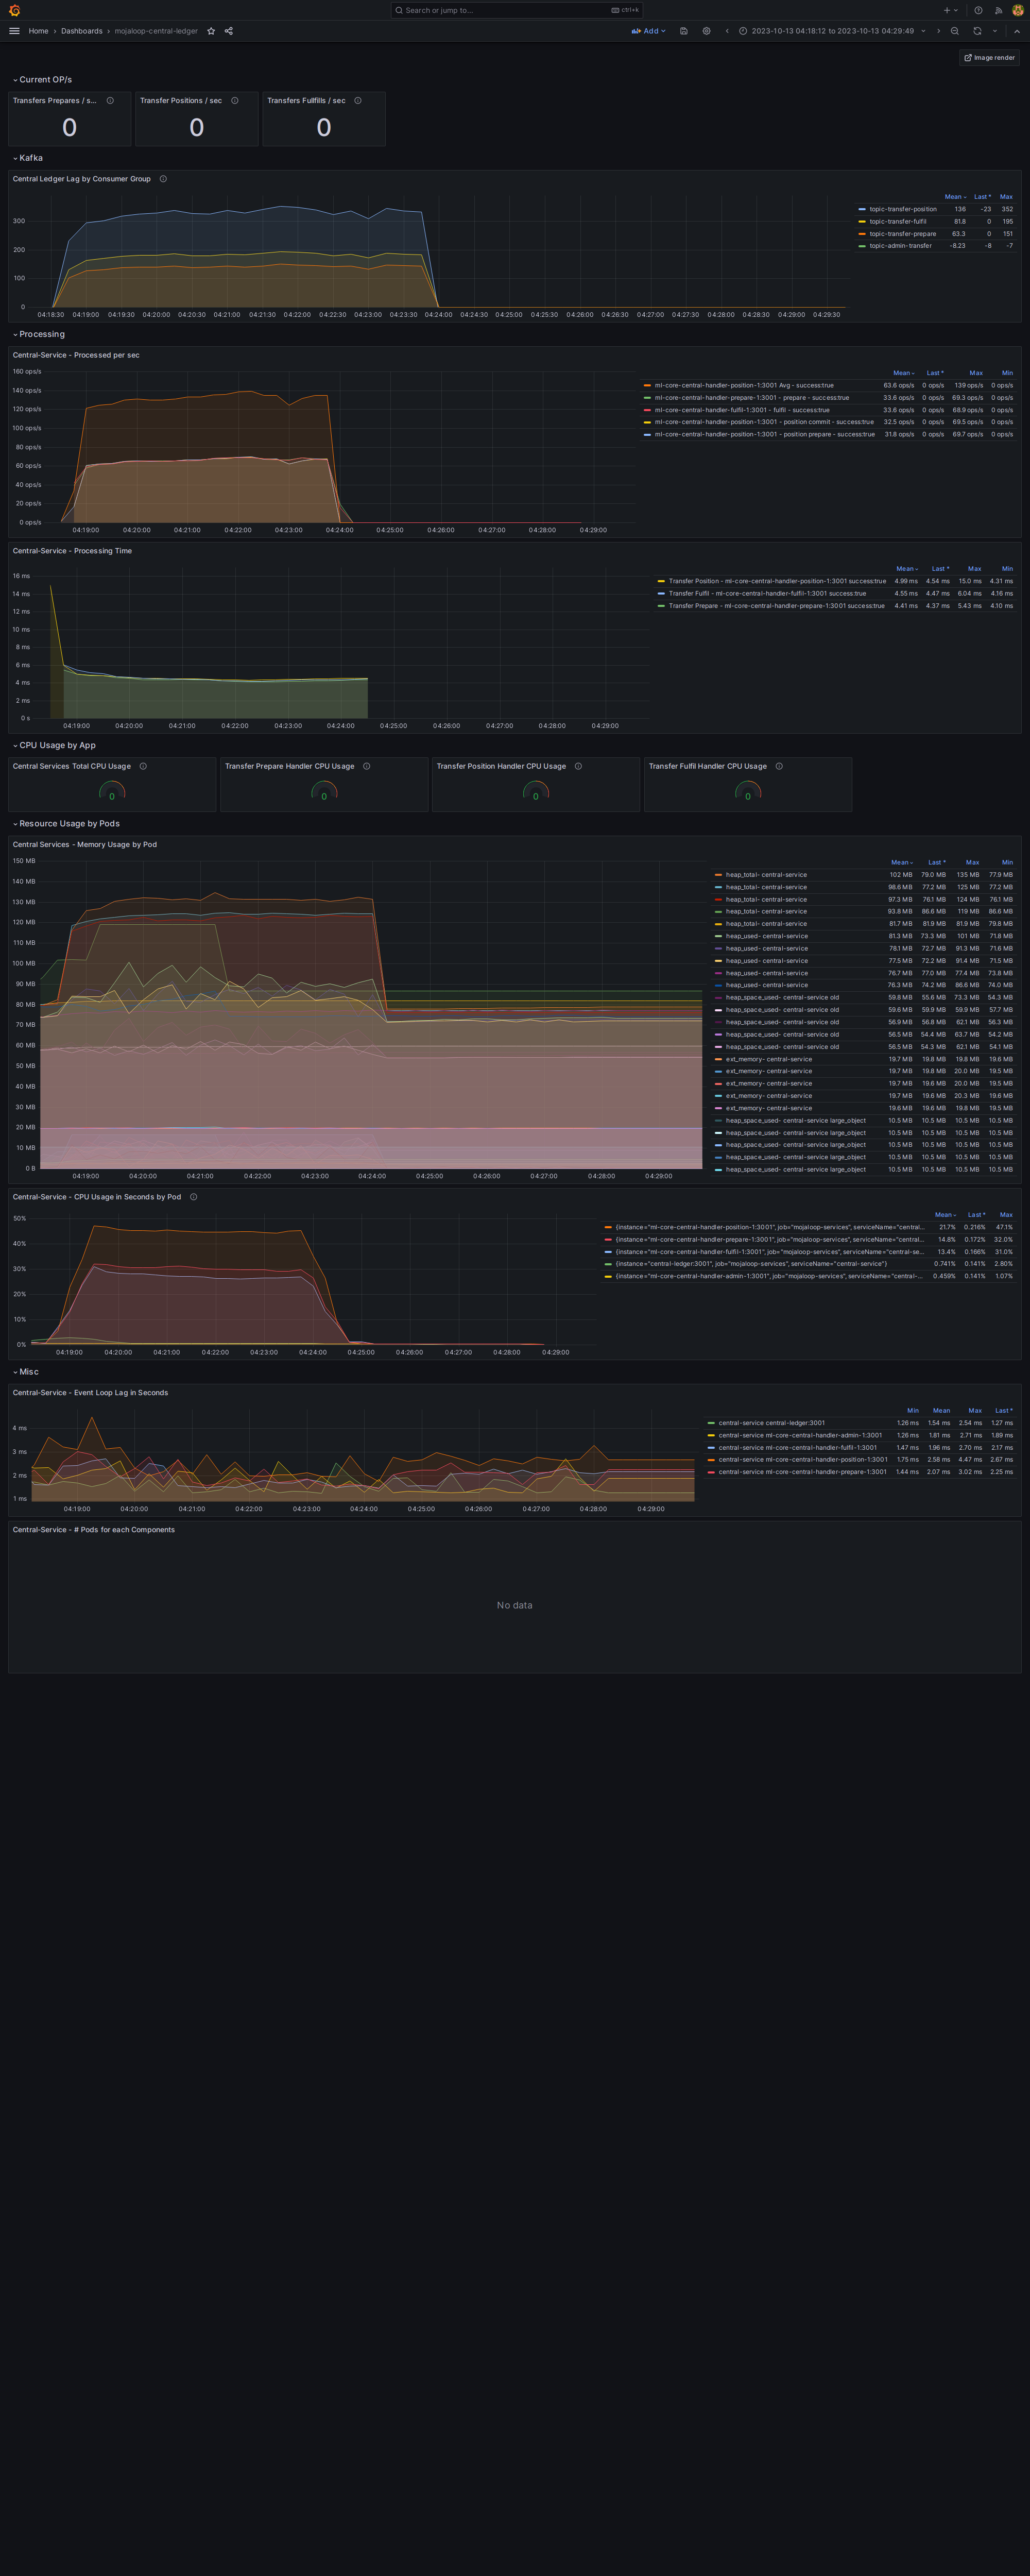 Search or jump to...
ctrl+k
Home › Dashboards › mojaloop-central-ledger
Add
2023-10-13 04:18:12 to 2023-10-13 04:29:49
Image render
Current OP/s
Transfers Prepares / s...
0
Transfer Positions / sec
0
Transfers Fullfills / sec
0
Kafka
Central Ledger Lag by Consumer Group
300
200
100
0
04:18:30 04:19:00 04:19:30 04:20:00 04:20:30 04:21:00 04:21:30 04:22:00 04:22:30 04:23:00 04:23:30 04:24:00 04:24:30 04:25:00 04:25:30 04:26:00 04:26:30 04:27:00 04:27:30 04:28:00 04:28:30 04:29:00 04:29:30
Mean Last * Max
topic-transfer-position 136 -23 352
topic-transfer-fulfil 81.8 0 195
topic-transfer-prepare 63.3 0 151
topic-admin-transfer -8.23 -8 -7
Processing
Central-Service - Processed per sec
160 ops/s
140 ops/s
120 ops/s
100 ops/s
80 ops/s
60 ops/s
40 ops/s
20 ops/s
0 ops/s
04:19:00 04:20:00 04:21:00 04:22:00 04:23:00 04:24:00 04:25:00 04:26:00 04:27:00 04:28:00 04:29:00
Mean Last * Max Min
ml-core-central-handler-position-1:3001 Avg - success:true 63.6 ops/s 0 ops/s 139 ops/s 0 ops/s
ml-core-central-handler-prepare-1:3001 - prepare - success:true 33.6 ops/s 0 ops/s 69.3 ops/s 0 ops/s
ml-core-central-handler-fulfil-1:3001 - fulfil - success:true 33.6 ops/s 0 ops/s 68.9 ops/s 0 ops/s
ml-core-central-handler-position-1:3001 - position commit - success:true 32.5 ops/s 0 ops/s 69.5 ops/s 0 ops/s
ml-core-central-handler-position-1:3001 - position prepare - success:true 31.8 ops/s 0 ops/s 69.7 ops/s 0 ops/s
Central-Service - Processing Time
16 ms
14 ms
12 ms
10 ms
8 ms
6 ms
4 ms
2 ms
0 s
04:19:00 04:20:00 04:21:00 04:22:00 04:23:00 04:24:00 04:25:00 04:26:00 04:27:00 04:28:00 04:29:00
Mean Last * Max Min
Transfer Position - ml-core-central-handler-position-1:3001 success:true 4.99 ms 4.54 ms 15.0 ms 4.31 ms
Transfer Fulfil - ml-core-central-handler-fulfil-1:3001 success:true 4.55 ms 4.47 ms 6.04 ms 4.16 ms
Transfer Prepare - ml-core-central-handler-prepare-1:3001 success:true 4.41 ms 4.37 ms 5.43 ms 4.10 ms
CPU Usage by App
Central Services Total CPU Usage
0
Transfer Prepare Handler CPU Usage
0
Transfer Position Handler CPU Usage
0
Transfer Fulfil Handler CPU Usage
0
Resource Usage by Pods
Central Services - Memory Usage by Pod
150 MB
140 MB
130 MB
120 MB
110 MB
100 MB
90 MB
80 MB
70 MB
60 MB
50 MB
40 MB
30 MB
20 MB
10 MB
0 B
04:19:00 04:20:00 04:21:00 04:22:00 04:23:00 04:24:00 04:25:00 04:26:00 04:27:00 04:28:00 04:29:00
Mean Last * Max Min
heap_total- central-service 102 MB 79.0 MB 135 MB 77.9 MB
heap_total- central-service 98.6 MB 77.2 MB 125 MB 77.2 MB
heap_total- central-service 97.3 MB 76.1 MB 124 MB 76.1 MB
heap_total- central-service 93.8 MB 86.6 MB 119 MB 86.6 MB
heap_total- central-service 81.7 MB 81.9 MB 81.9 MB 79.8 MB
heap_used- central-service 81.3 MB 73.3 MB 101 MB 71.8 MB
heap_used- central-service 78.1 MB 72.7 MB 91.3 MB 71.6 MB
heap_used- central-service 77.5 MB 72.2 MB 91.4 MB 71.5 MB
heap_used- central-service 76.7 MB 77.0 MB 77.4 MB 73.8 MB
heap_used- central-service 76.3 MB 74.2 MB 86.6 MB 74.0 MB
heap_space_used- central-service old 59.8 MB 55.6 MB 73.3 MB 54.3 MB
heap_space_used- central-service old 59.6 MB 59.9 MB 59.9 MB 57.7 MB
heap_space_used- central-service old 56.9 MB 56.8 MB 62.1 MB 56.3 MB
heap_space_used- central-service old 56.5 MB 54.4 MB 63.7 MB 54.2 MB
heap_space_used- central-service old 56.5 MB 54.3 MB 62.1 MB 54.1 MB
ext_memory- central-service 19.7 MB 19.8 MB 19.8 MB 19.6 MB
ext_memory- central-service 19.7 MB 19.8 MB 20.0 MB 19.5 MB
ext_memory- central-service 19.7 MB 19.6 MB 20.0 MB 19.5 MB
ext_memory- central-service 19.7 MB 19.6 MB 20.3 MB 19.6 MB
ext_memory- central-service 19.6 MB 19.6 MB 19.8 MB 19.5 MB
heap_space_used- central-service large_object 10.5 MB 10.5 MB 10.5 MB 10.5 MB
heap_space_used- central-service large_object 10.5 MB 10.5 MB 10.5 MB 10.5 MB
heap_space_used- central-service large_object 10.5 MB 10.5 MB 10.5 MB 10.5 MB
heap_space_used- central-service large_object 10.5 MB 10.5 MB 10.5 MB 10.5 MB
heap_space_used- central-service large_object 10.5 MB 10.5 MB 10.5 MB 10.5 MB
Central-Service - CPU Usage in Seconds by Pod
50%
40%
30%
20%
10%
0%
04:19:00 04:20:00 04:21:00 04:22:00 04:23:00 04:24:00 04:25:00 04:26:00 04:27:00 04:28:00 04:29:00
Mean Last * Max
{instance="ml-core-central-handler-position-1:3001", job="mojaloop-services", serviceName="central... 21.7% 0.216% 47.1%
{instance="ml-core-central-handler-prepare-1:3001", job="mojaloop-services", serviceName="central... 14.8% 0.172% 32.0%
{instance="ml-core-central-handler-fulfil-1:3001", job="mojaloop-services", serviceName="central-se... 13.4% 0.166% 31.0%
{instance="central-ledger:3001", job="mojaloop-services", serviceName="central-service"} 0.741% 0.141% 2.80%
{instance="ml-core-central-handler-admin-1:3001", job="mojaloop-services", serviceName="central-... 0.459% 0.141% 1.07%
Misc
Central-Service - Event Loop Lag in Seconds
4 ms
3 ms
2 ms
1 ms
04:19:00 04:20:00 04:21:00 04:22:00 04:23:00 04:24:00 04:25:00 04:26:00 04:27:00 04:28:00 04:29:00
Min Mean Max Last *
central-service central-ledger:3001 1.26 ms 1.54 ms 2.54 ms 1.27 ms
central-service ml-core-central-handler-admin-1:3001 1.26 ms 1.81 ms 2.71 ms 1.89 ms
central-service ml-core-central-handler-fulfil-1:3001 1.47 ms 1.96 ms 2.70 ms 2.17 ms
central-service ml-core-central-handler-position-1:3001 1.75 ms 2.58 ms 4.47 ms 2.67 ms
central-service ml-core-central-handler-prepare-1:3001 1.44 ms 2.07 ms 3.02 ms 2.25 ms
Central-Service - # Pods for each Components
No data